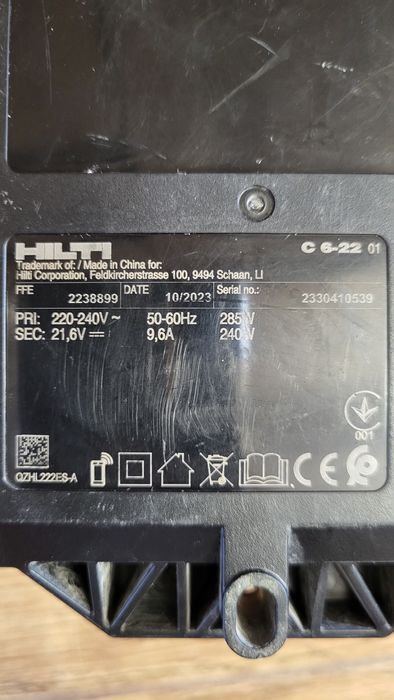 HILTI C 6-22 01
Trademark of: / Made in China for:
Hilti Corporation, Feldkircherstrasse 100, 9494 Schaan, LI
FFE 2238899 DATE 10/2023 Serial no.: 2330410539
PRI: 220-240V ~ 50-60Hz 285W
SEC: 21,6V ⎓ 9,6A 240W
001
QZHL222ES-A
CE